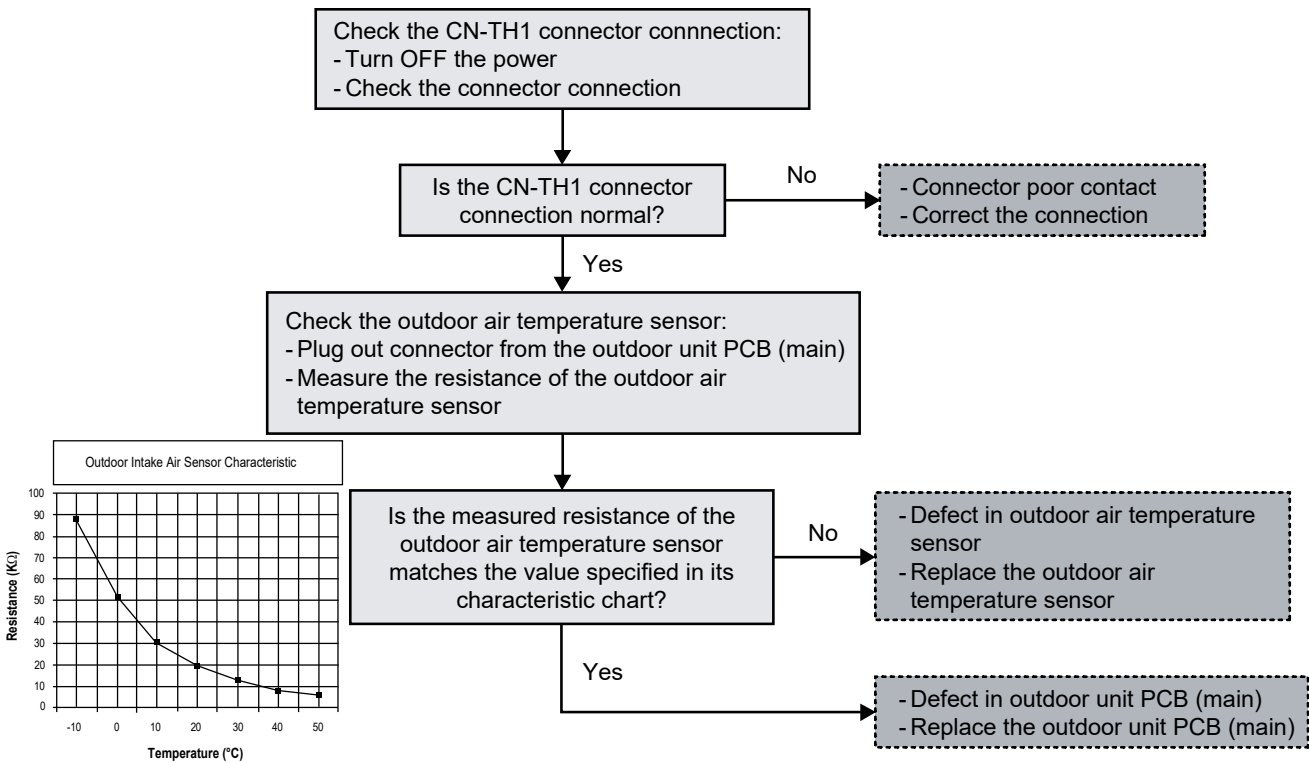 Check the CN-TH1 connector connnection:
- Turn OFF the power
- Check the connector connection
Is the CN-TH1 connector
connection normal?
No
- Connector poor contact
- Correct the connection
Yes
Check the outdoor air temperature sensor:
- Plug out connector from the outdoor unit PCB (main)
- Measure the resistance of the outdoor air
temperature sensor
Outdoor Intake Air Sensor Characteristic
Resistance (KΩ)
100
90
80
70
60
50
40
30
20
10
0
-10 0 10 20 30 40 50
Temperature (°C)
Is the measured resistance of the
outdoor air temperature sensor
matches the value specified in its
characteristic chart?
No
- Defect in outdoor air temperature
sensor
- Replace the outdoor air
temperature sensor
Yes
- Defect in outdoor unit PCB (main)
- Replace the outdoor unit PCB (main)